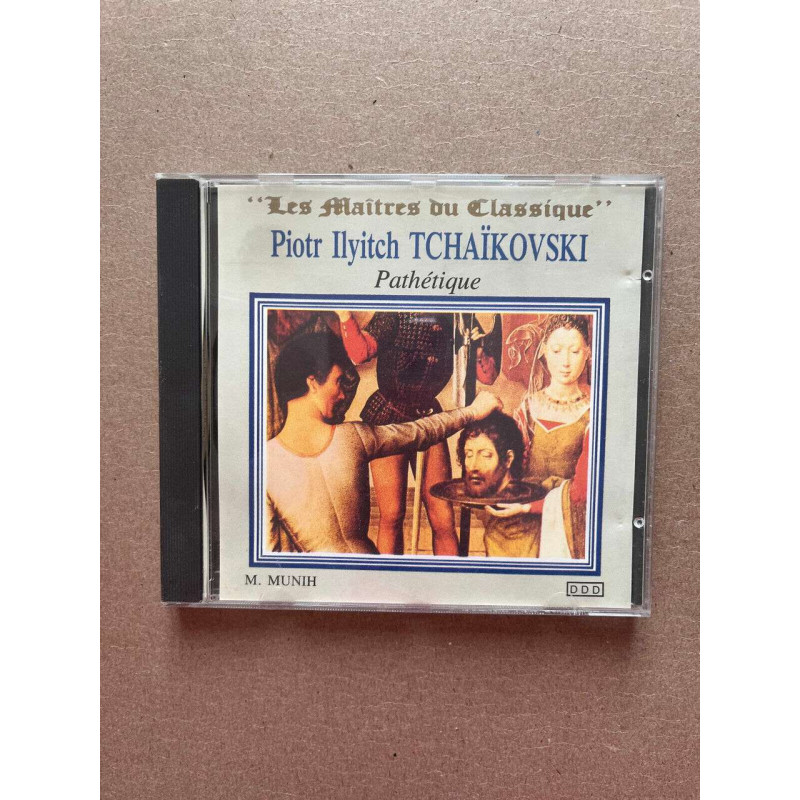 “Les Maîtres du Classique”
Piotr Ilyitch TCHAÏKOVSKI
Pathétique
M. MUNIH
DDD